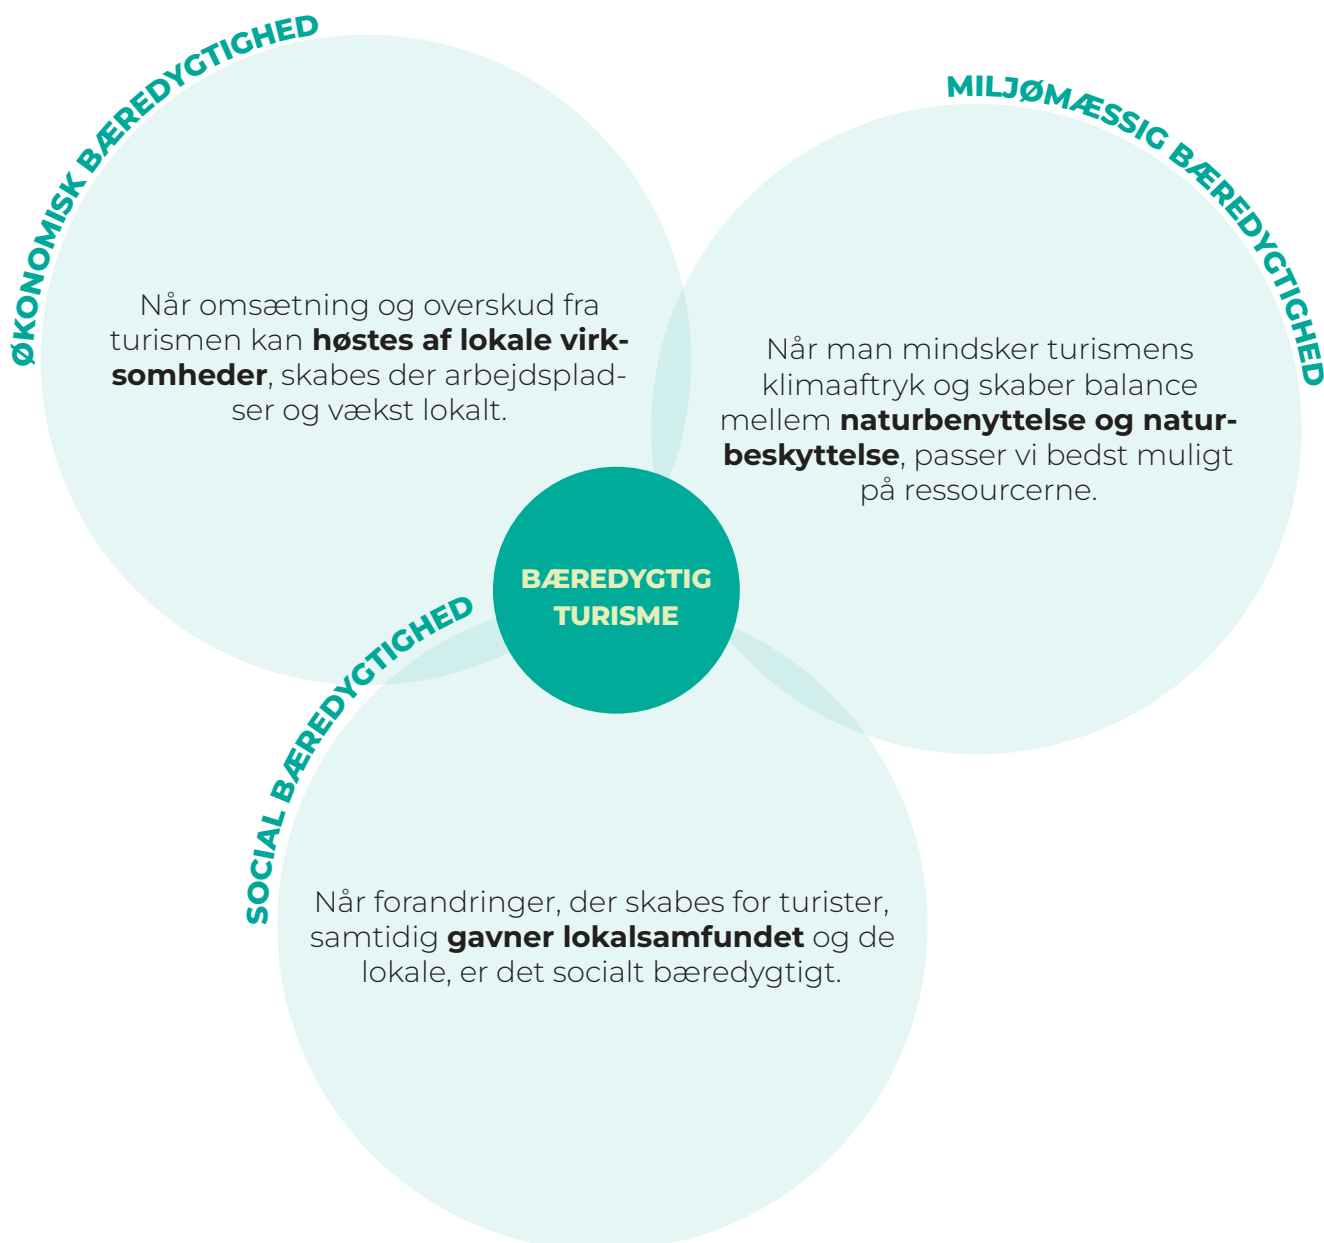 ØKONOMISK BÆREDYGTIGHED
Når omsætning og overskud fra
turismen kan høstes af lokale virk-
somheder, skabes der arbejdsplad-
ser og vækst lokalt.
MILJØMÆSSIG BÆREDYGTIGHED
Når man mindsker turismens
klimaaftryk og skaber balance
mellem naturbenyttelse og natur-
beskyttelse, passer vi bedst muligt
på ressourcerne.
BÆREDYGTIG
TURISME
SOCIAL BÆREDYGTIGHED
Når forandringer, der skabes for turister,
samtidig gavner lokalsamfundet og de
lokale, er det socialt bæredygtigt.